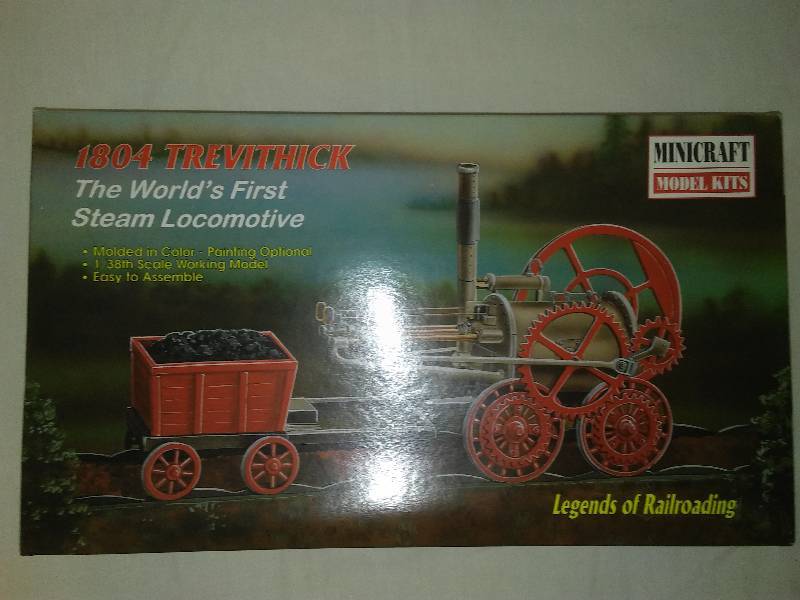 1804 TREVITHICK
The World's First
Steam Locomotive
• Molded in Color - Painting Optional
• 1/38th Scale Working Model
• Easy to Assemble
MINICRAFT
MODEL KITS
Legends of Railroading